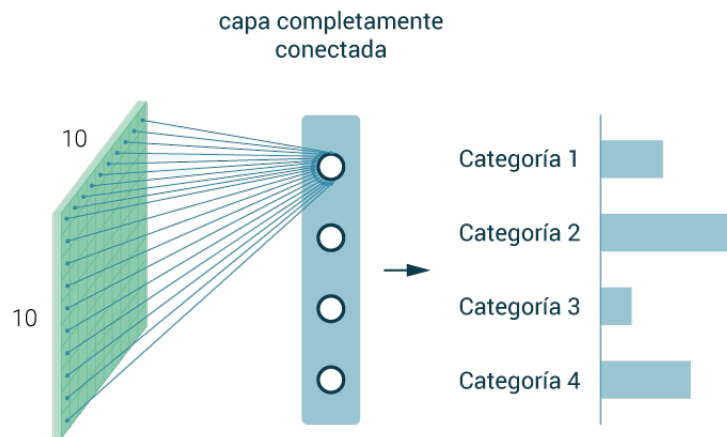 capa completamente
conectada
10
10
Categoría 1
Categoría 2
Categoría 3
Categoría 4